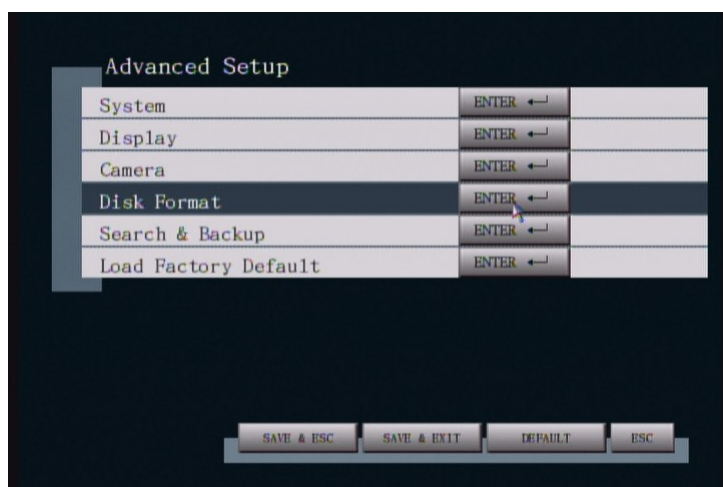 Advanced Setup
System ENTER
Display ENTER
Camera ENTER
Disk Format ENTER
Search & Backup ENTER
Load Factory Default ENTER
SAVE & ESC SAVE & EXIT DEFAULT ESC